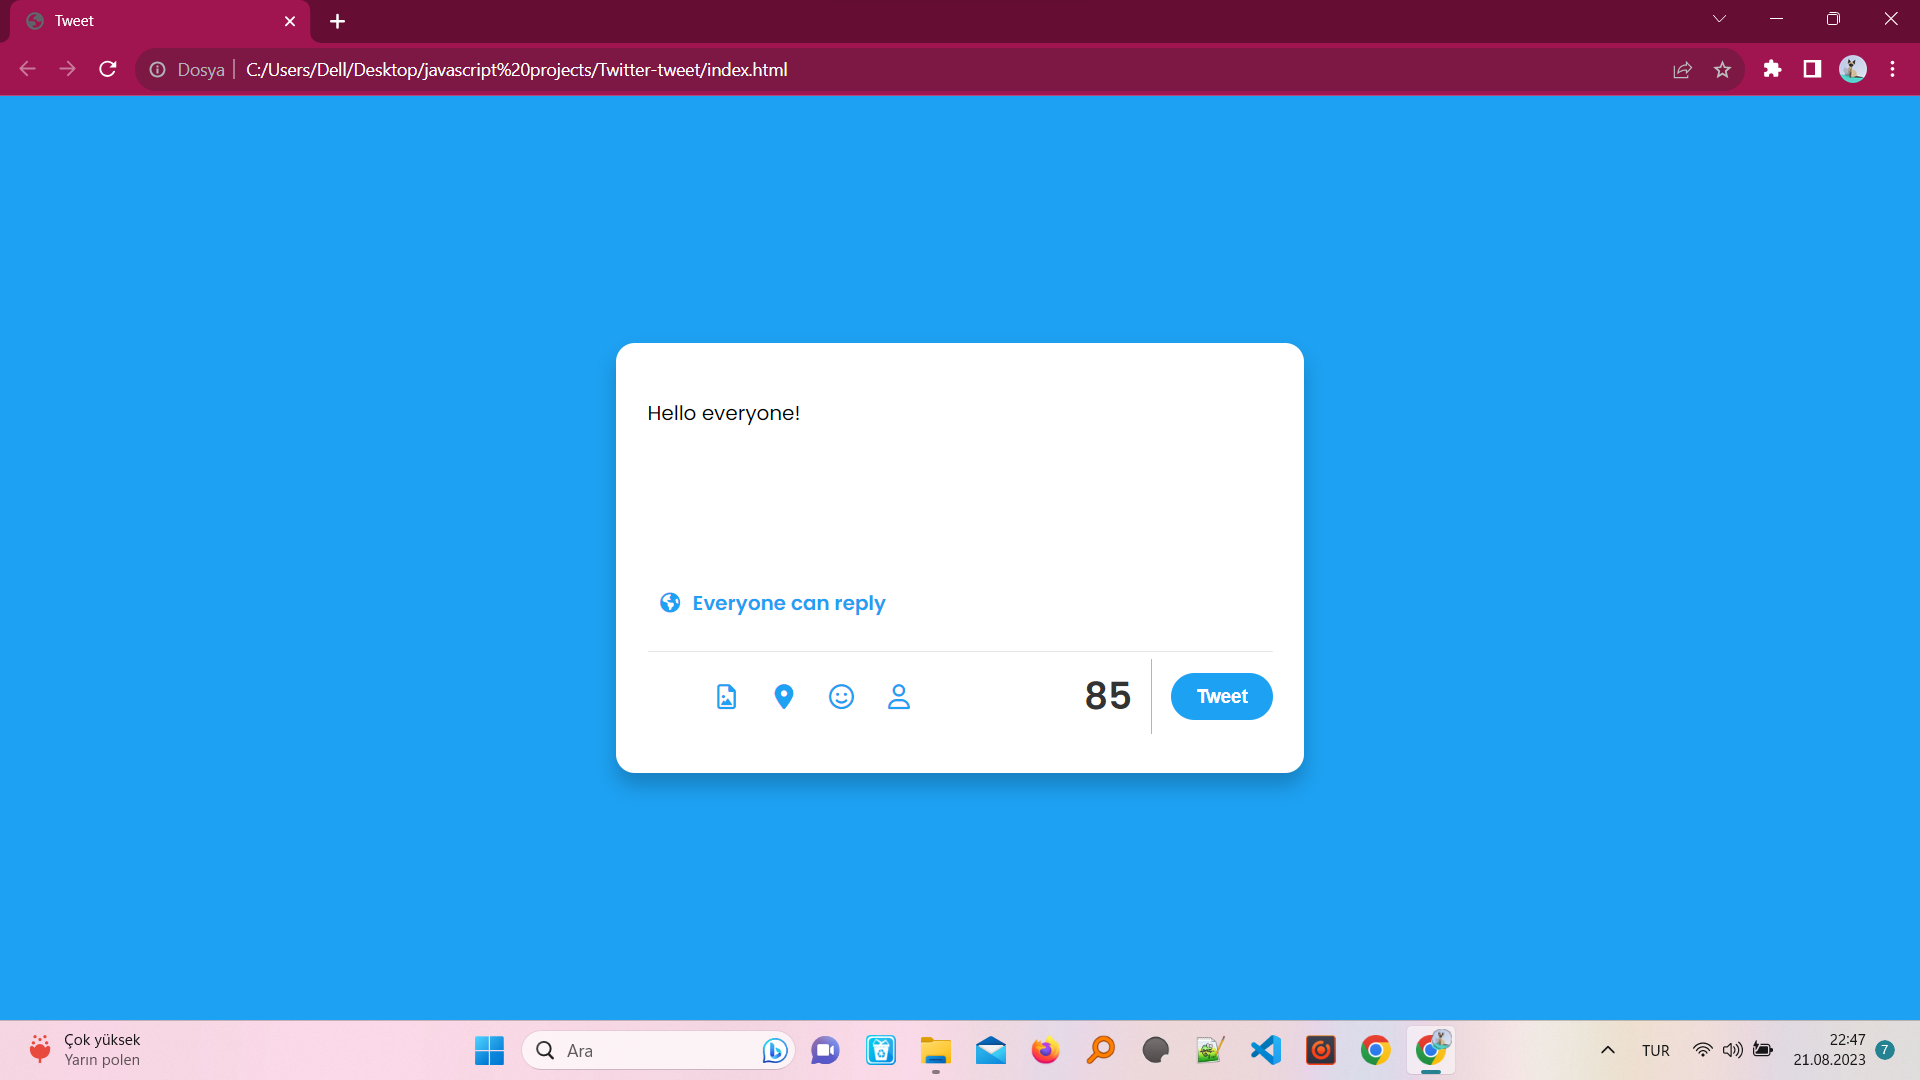 Tweet
Dosya
C:/Users/Dell/Desktop/javascript%20projects/Twitter-tweet/index.html
Hello everyone!
Everyone can reply
85
Tweet
Çok yüksek
Yarın polen
Ara
TUR
22:47
21.08.2023
7